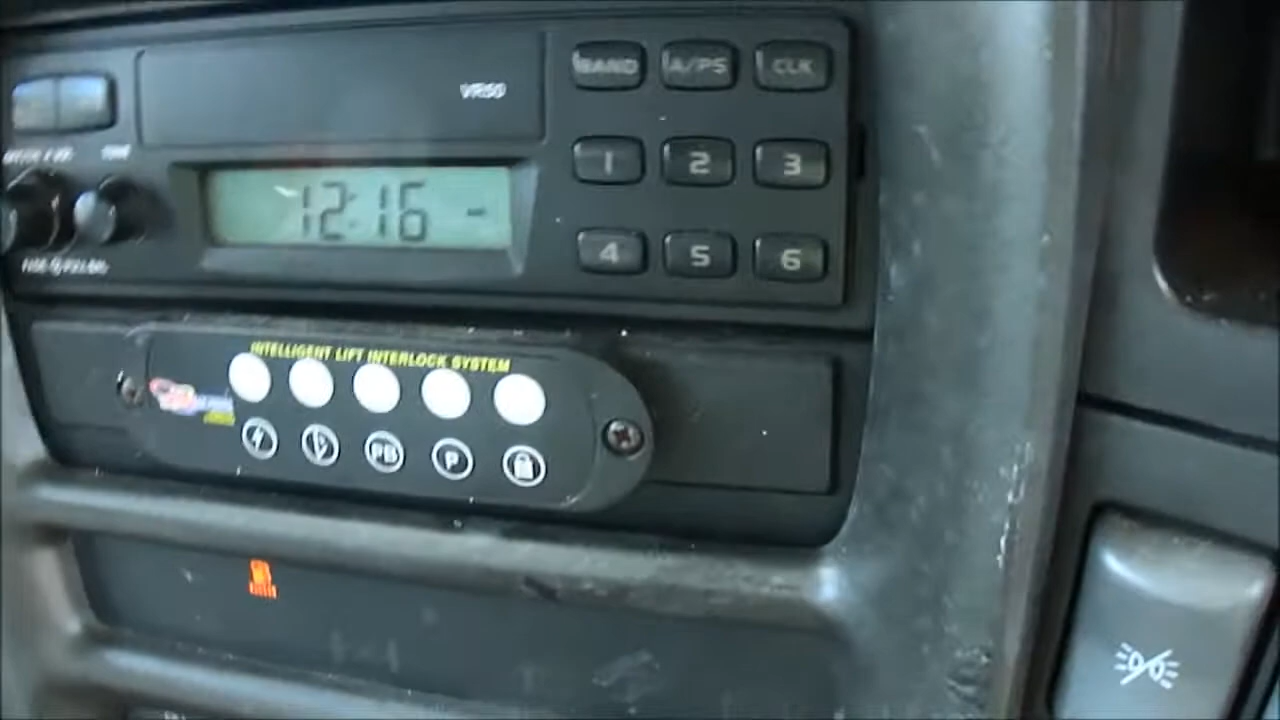 VR50
BAND A/PS CLK
12:16 -
1 2 3
4 5 6
INTELLIGENT LIFT INTERLOCK SYSTEM
PB P